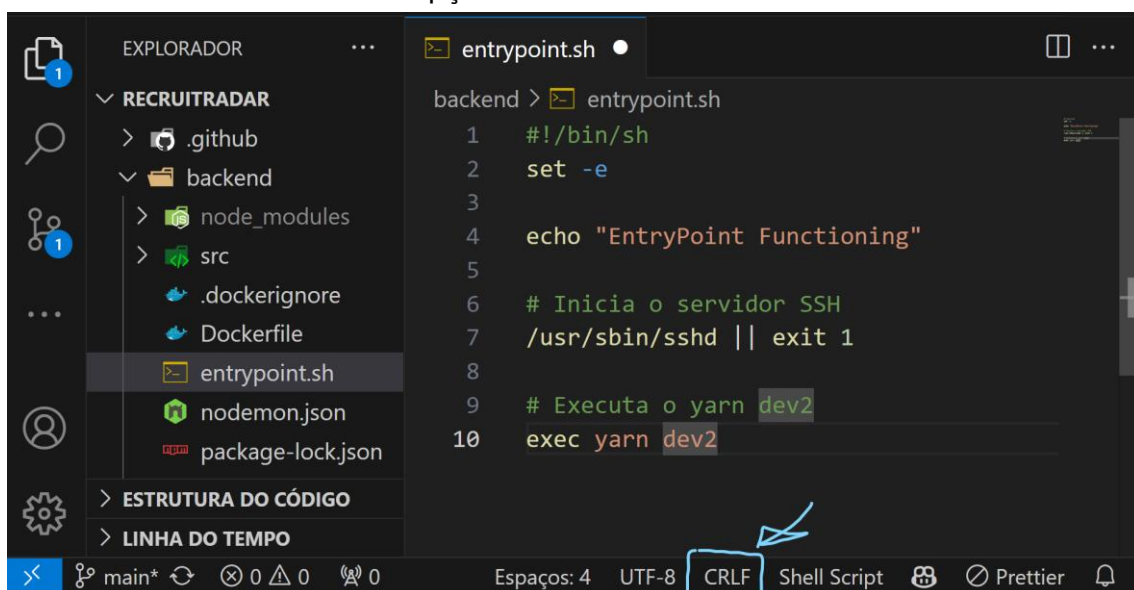 EXPLORADOR
RECRUITRADAR
.github
backend
node_modules
src
.dockerignore
Dockerfile
entrypoint.sh
nodemon.json
package-lock.json
ESTRUTURA DO CÓDIGO
LINHA DO TEMPO
1
1
entrypoint.sh
backend > entrypoint.sh
1 #!/bin/sh
2 set -e
3
4 echo "EntryPoint Functioning"
5
6 # Inicia o servidor SSH
7 /usr/sbin/sshd || exit 1
8
9 # Executa o yarn dev2
10 exec yarn dev2
main* 0 0 0 Espaços: 4 UTF-8 CRLF Shell Script Prettier